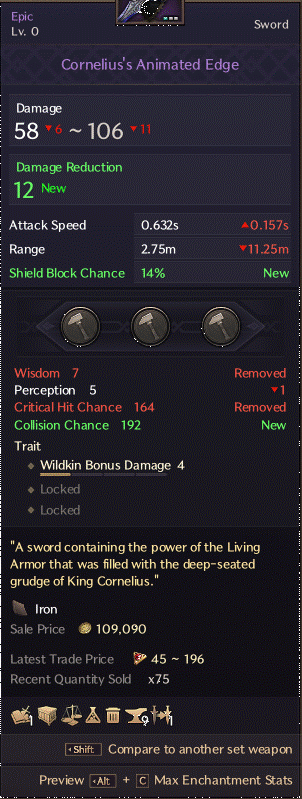 Epic
Lv. 0 Sword
Cornelius's Animated Edge
Damage
58 ▼6 ~ 106 ▼11
Damage Reduction
12 New
Attack Speed 0.632s ▲0.157s
Range 2.75m ▼11.25m
Shield Block Chance 14% New
Wisdom 7 Removed
Perception 5 ▼1
Critical Hit Chance 164 Removed
Collision Chance 192 New
Trait
Wildkin Bonus Damage 4
Locked
Locked
"A sword containing the power of the Living
Armor that was filled with the deep-seated
grudge of King Cornelius."
Iron
Sale Price 109,090
Latest Trade Price 45 ~ 196
Recent Quantity Sold x75
1 9 1
Shift Compare to another set weapon
Preview Alt + C Max Enchantment Stats